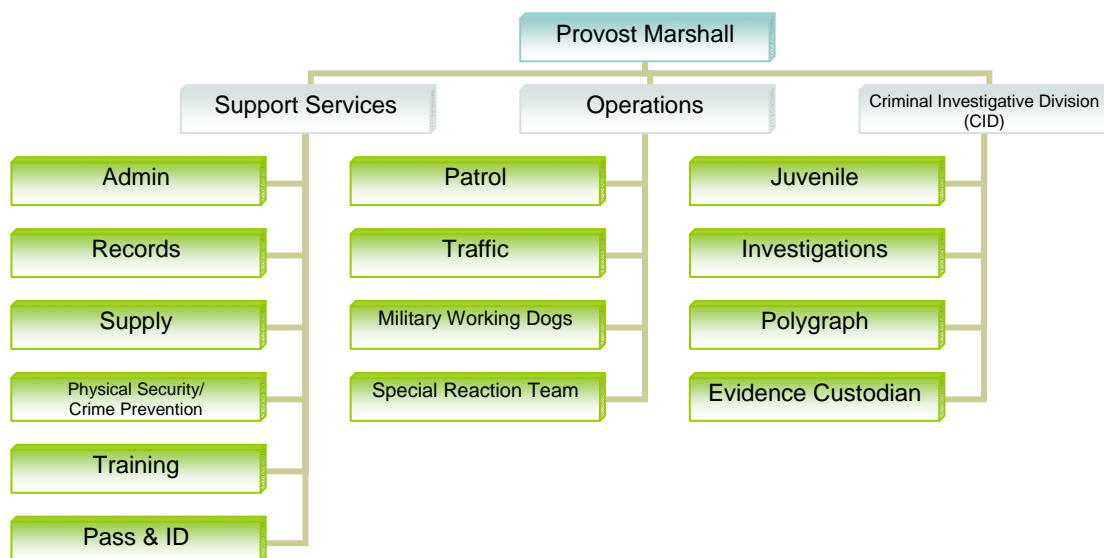 Provost Marshall
Support Services
Operations
Criminal Investigative Division
(CID)
Admin
Patrol
Juvenile
Records
Traffic
Investigations
Supply
Military Working Dogs
Polygraph
Physical Security/
Crime Prevention
Special Reaction Team
Evidence Custodian
Training
Pass & ID